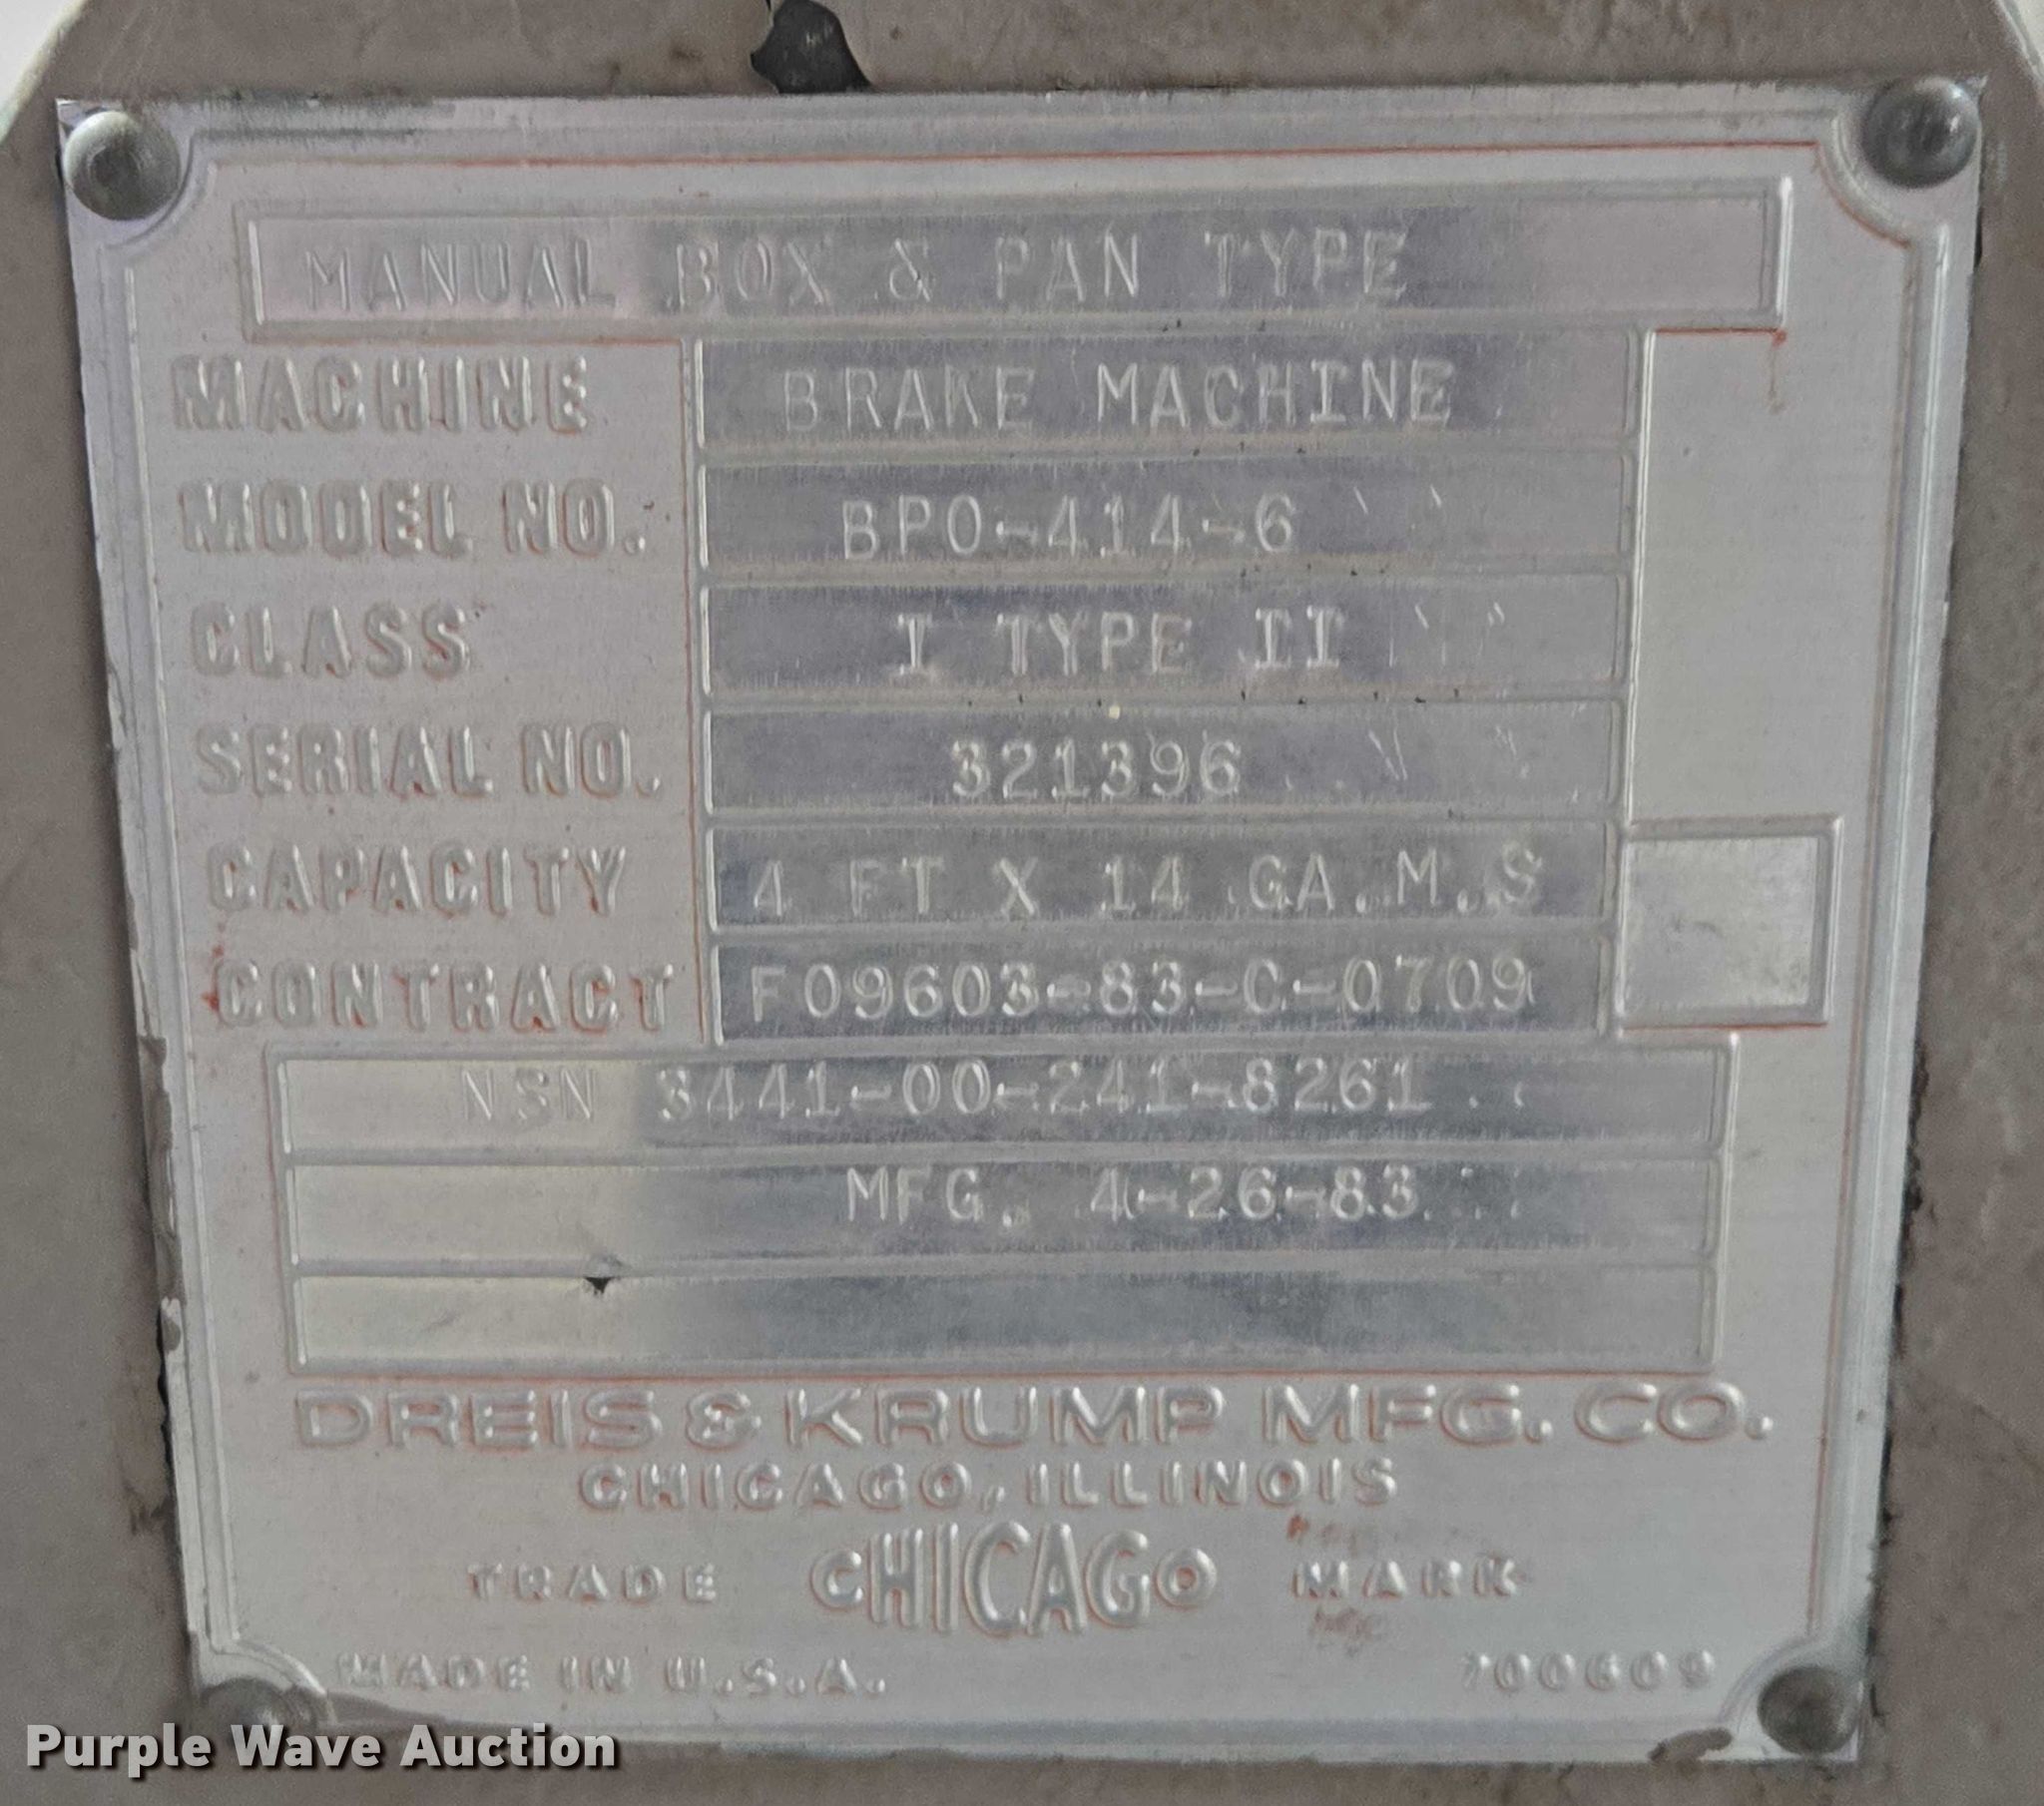 MANUAL BOX & PAN TYPE
MACHINE BRAKE MACHINE
MODEL NO. BPO-414-6
CLASS I TYPE II
SERIAL NO. 321396
CAPACITY 4 FT X 14 GA.M.S
CONTRACT F09603-83-C-0709
NSN 3441-00-241-8261
MFG. 4-26-83
DREIS & KRUMP MFG. CO.
CHICAGO, ILLINOIS
TRADE CHICAGO MARK
MADE IN U.S.A. 700609
Purple Wave Auction